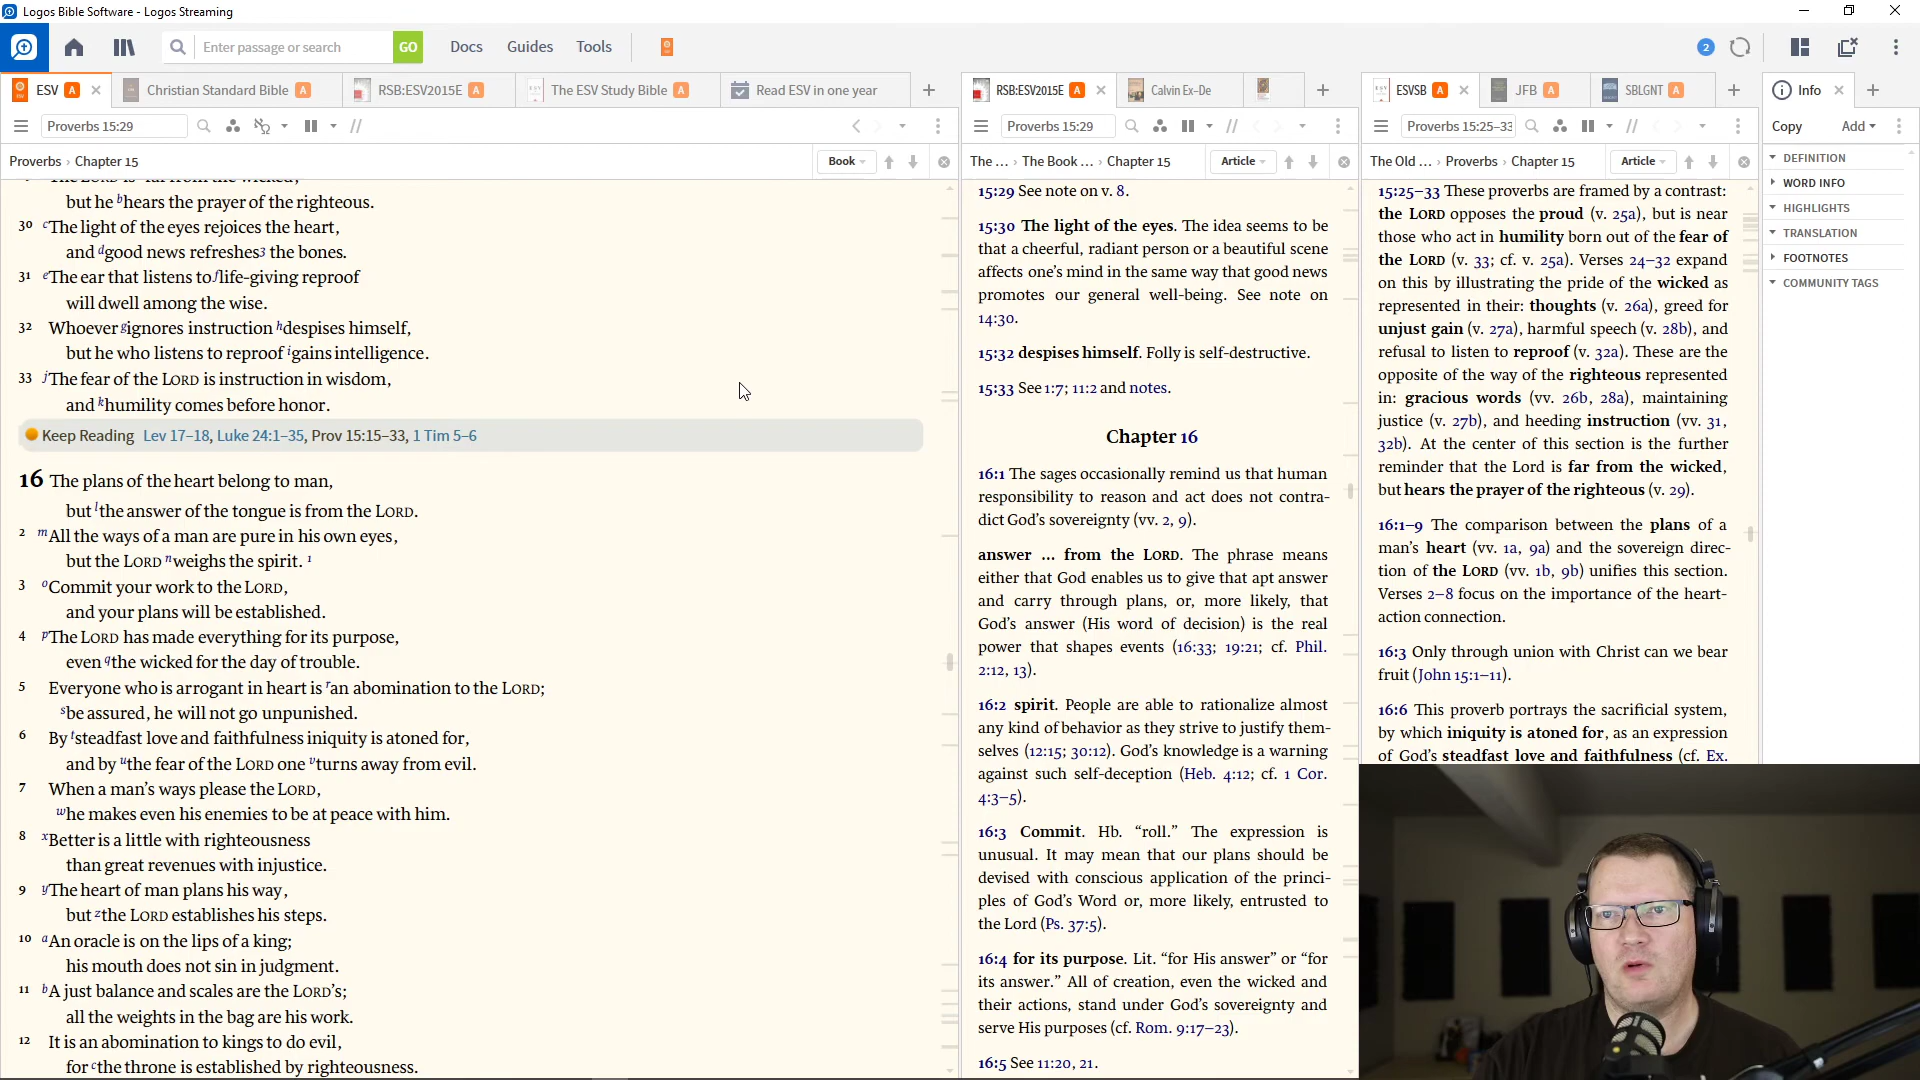 Logos Bible Software - Logos Streaming
Enter passage or search
GO
Docs
Guides
Tools
2
ESV A
Christian Standard Bible A
RSB:ESV2015E A
The ESV Study Bible A
Read ESV in one year
Proverbs 15:29
Proverbs › Chapter 15
Book
but he bhears the prayer of the righteous.
30 cThe light of the eyes rejoices the heart,
and dgood news refreshes3 the bones.
31 eThe ear that listens to flife-giving reproof
will dwell among the wise.
32 Whoever gignores instruction hdespises himself,
but he who listens to reproof igains intelligence.
33 jThe fear of the LORD is instruction in wisdom,
and khumility comes before honor.
Keep Reading Lev 17–18, Luke 24:1–35, Prov 15:15–33, 1 Tim 5–6
16 The plans of the heart belong to man,
but lthe answer of the tongue is from the LORD.
2 mAll the ways of a man are pure in his own eyes,
but the LORD nweighs the spirit. 1
3 oCommit your work to the LORD,
and your plans will be established.
4 pThe LORD has made everything for its purpose,
even qthe wicked for the day of trouble.
5 Everyone who is arrogant in heart is ran abomination to the LORD;
sbe assured, he will not go unpunished.
6 By tsteadfast love and faithfulness iniquity is atoned for,
and by uthe fear of the LORD one vturns away from evil.
7 When a man’s ways please the LORD,
whe makes even his enemies to be at peace with him.
8 xBetter is a little with righteousness
than great revenues with injustice.
9 yThe heart of man plans his way,
but zthe LORD establishes his steps.
10 aAn oracle is on the lips of a king;
his mouth does not sin in judgment.
11 bA just balance and scales are the LORD’s;
all the weights in the bag are his work.
12 It is an abomination to kings to do evil,
for cthe throne is established by righteousness.
RSB:ESV2015E A
Calvin Ex–De
Proverbs 15:29
The ... › The Book ... › Chapter 15
Article
15:29 See note on v. 8.
15:30 The light of the eyes. The idea seems to be
that a cheerful, radiant person or a beautiful scene
affects one’s mind in the same way that good news
promotes our general well-being. See note on
14:30.
15:32 despises himself. Folly is self-destructive.
15:33 See 1:7; 11:2 and notes.
Chapter 16
16:1 The sages occasionally remind us that human
responsibility to reason and act does not contra-
dict God’s sovereignty (vv. 2, 9).
answer ... from the LORD. The phrase means
either that God enables us to give that apt answer
and carry through plans, or, more likely, that
God’s answer (His word of decision) is the real
power that shapes events (16:33; 19:21; cf. Phil.
2:12, 13).
16:2 spirit. People are able to rationalize almost
any kind of behavior as they strive to justify them-
selves (12:15; 30:12). God’s knowledge is a warning
against such self-deception (Heb. 4:12; cf. 1 Cor.
4:3–5).
16:3 Commit. Hb. “roll.” The expression is
unusual. It may mean that our plans should be
devised with conscious application of the princi-
ples of God’s Word or, more likely, entrusted to
the Lord (Ps. 37:5).
16:4 for its purpose. Lit. “for His answer” or “for
its answer.” All of creation, even the wicked and
their actions, stand under God’s sovereignty and
serve His purposes (cf. Rom. 9:17–23).
16:5 See 11:20, 21.
ESVSB A
JFB A
SBLGNT A
Proverbs 15:25–33
The Old ... › Proverbs › Chapter 15
Article
15:25–33 These proverbs are framed by a contrast:
the LORD opposes the proud (v. 25a), but is near
those who act in humility born out of the fear of
the LORD (v. 33; cf. v. 25a). Verses 24–32 expand
on this by illustrating the pride of the wicked as
represented in their: thoughts (v. 26a), greed for
unjust gain (v. 27a), harmful speech (v. 28b), and
refusal to listen to reproof (v. 32a). These are the
opposite of the way of the righteous represented
in: gracious words (vv. 26b, 28a), maintaining
justice (v. 27b), and heeding instruction (vv. 31,
32b). At the center of this section is the further
reminder that the Lord is far from the wicked,
but hears the prayer of the righteous (v. 29).
16:1–9 The comparison between the plans of a
man’s heart (vv. 1a, 9a) and the sovereign direc-
tion of the LORD (vv. 1b, 9b) unifies this section.
Verses 2–8 focus on the importance of the heart-
action connection.
16:3 Only through union with Christ can we bear
fruit (John 15:1–11).
16:6 This proverb portrays the sacrificial system,
by which iniquity is atoned for, as an expression
of God’s steadfast love and faithfulness (cf. Ex.
Info
Copy
Add
DEFINITION
WORD INFO
HIGHLIGHTS
TRANSLATION
FOOTNOTES
COMMUNITY TAGS